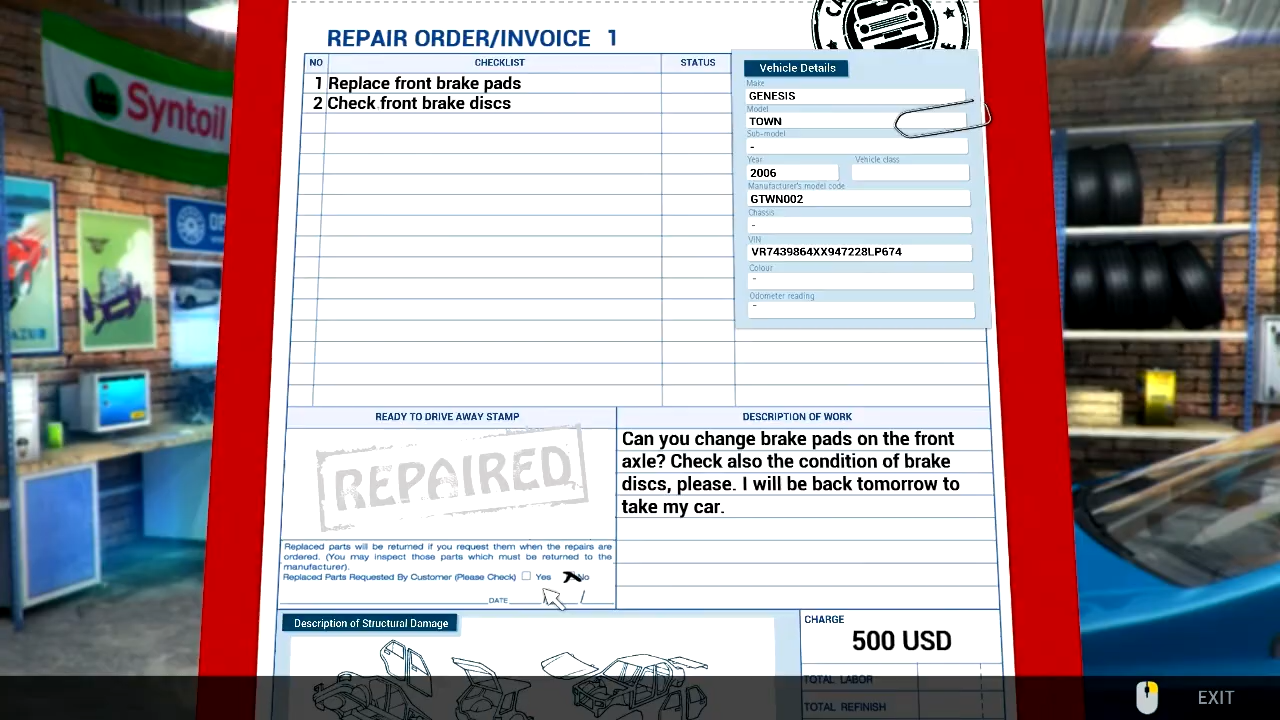 REPAIR ORDER/INVOICE 1
NO CHECKLIST STATUS
1 Replace front brake pads
2 Check front brake discs
Vehicle Details
Make
GENESIS
Model
TOWN
Sub-model
-
Year Vehicle class
2006
Manufacturer's model code
GTWN002
Chassis
-
VIN
VR7439864XX947228LP674
Colour
-
Odometer reading
-
Syntoil
AZUR
READY TO DRIVE AWAY STAMP
REPAIRED
DESCRIPTION OF WORK
Can you change brake pads on the front
axle? Check also the condition of brake
discs, please. I will be back tomorrow to
take my car.
Replaced parts will be returned if you request them when the repairs are
ordered. (You may inspect those parts which must be returned to the
manufacturer).
Replaced Parts Requested By Customer (Please Check) Yes No
DATE / /
Description of Structural Damage
CHARGE
500 USD
TOTAL LABOR
TOTAL REFINISH
EXIT